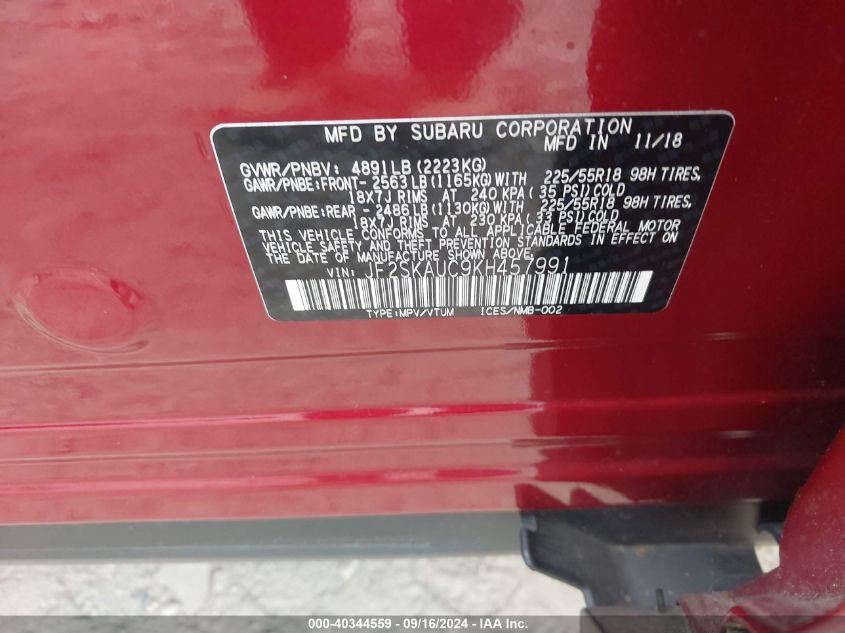 MFD BY SUBARU CORPORATION
MFD IN 11/18
GVWR/PNBV: 4891LB (2223KG)
GAWR/PNBE:FRONT- 2563LB(1165KG)WITH 225/55R18 98H TIRES,
18X7J RIMS AT 240 KPA( 35 PSI)COLD
GAWR/PNBE:REAR - 2486LB(1130KG)WITH 225/55R18 98H TIRES,
18X7J RIMS AT 230 KPA( 33 PSI)COLD
THIS VEHICLE CONFORMS TO ALL APPLICABLE FEDERAL MOTOR
VEHICLE SAFETY AND THEFT PREVENTION STANDARDS IN EFFECT ON
THE DATE OF MANUFACTURE SHOWN ABOVE.
VIN: JF2SKAUC9KH457991
TYPE:MPV/VTUM ICES/NMB-002
000-40344559 - 09/16/2024 - IAA Inc.